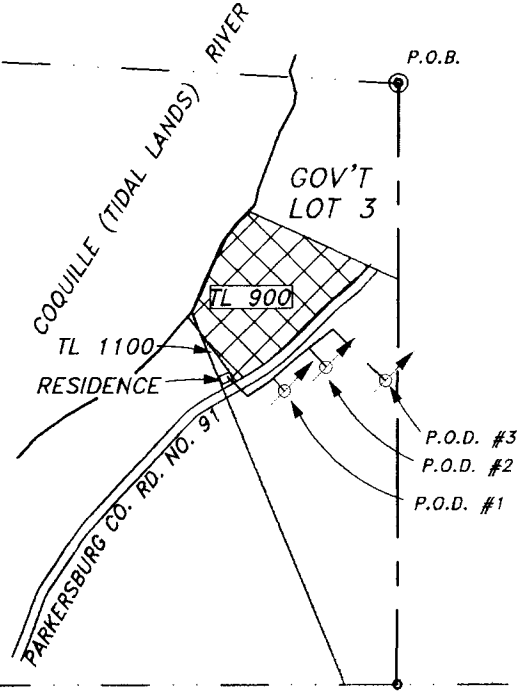 RIVER
P.O.B.
COQUILLE (TIDAL LANDS)
GOV'T
LOT 3
TL 900
TL 1100
RESIDENCE
P.O.D. #3
P.O.D. #2
P.O.D. #1
PARKERSBURG CO. RD. NO. 91